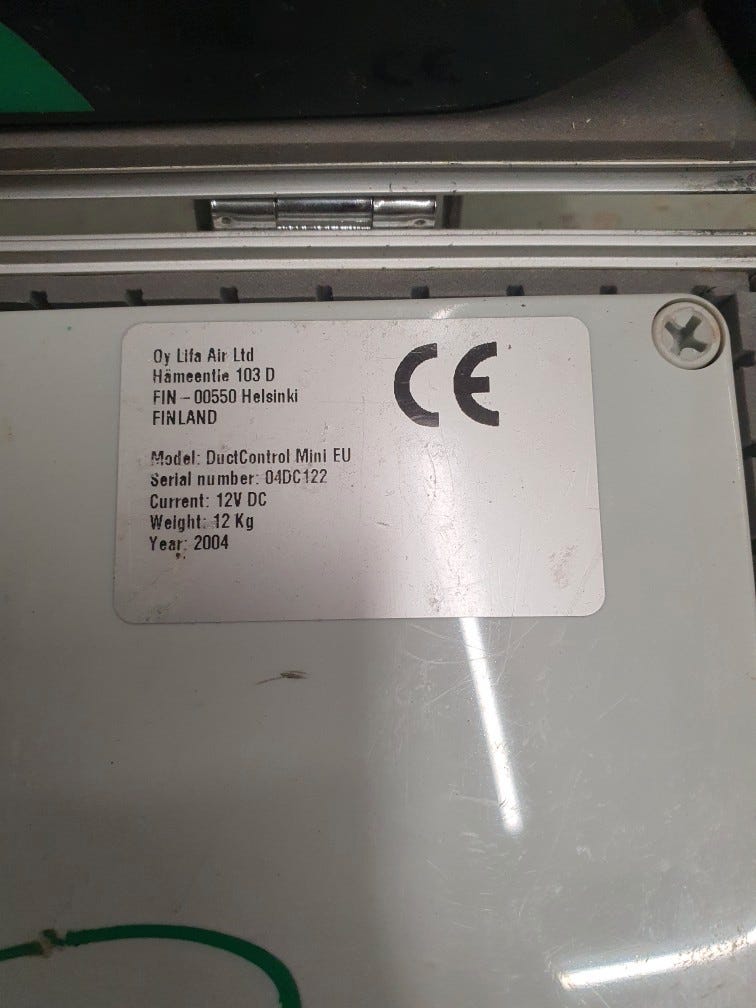 Oy Lifa Air Ltd
Hämeentie 103 D
FIN – 00550 Helsinki
FINLAND
CE
Model: DuctControl Mini EU
Serial number: 04DC122
Current: 12V DC
Weight: 12 Kg
Year: 2004